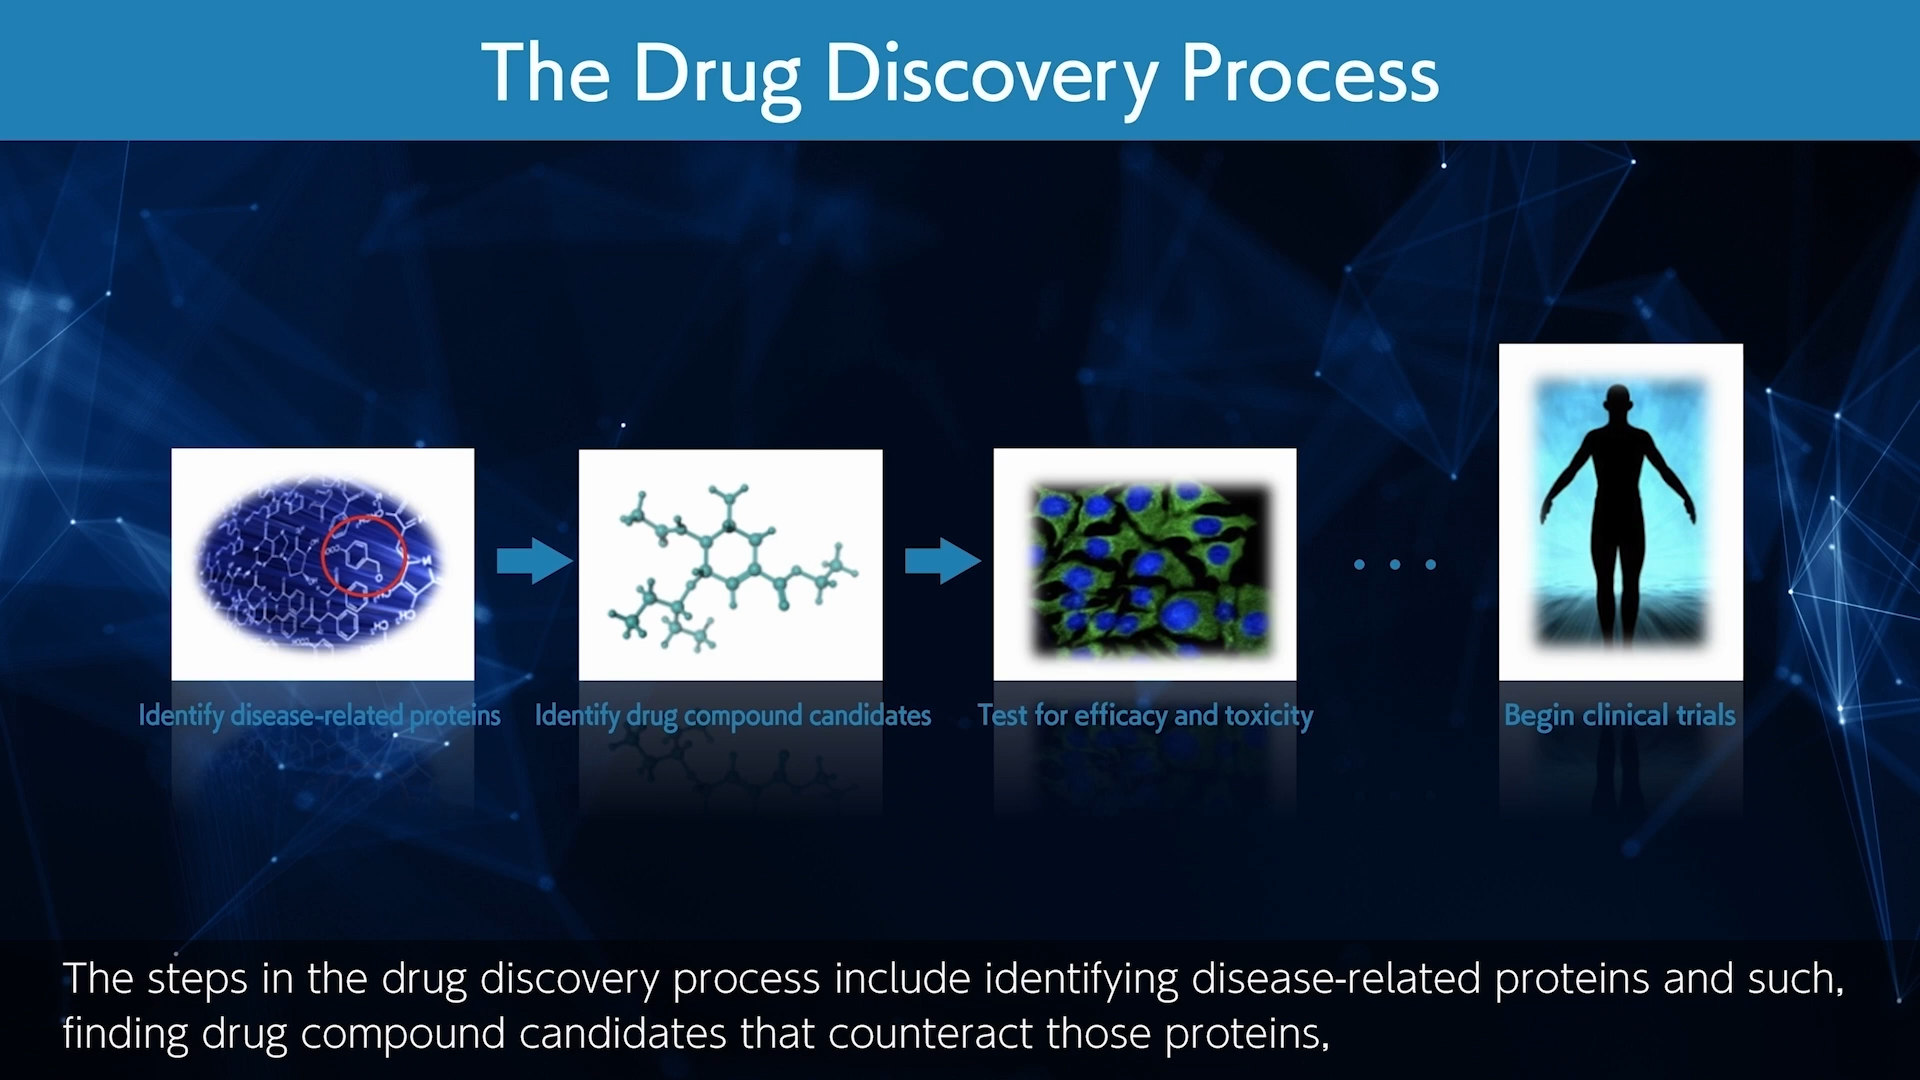 The Drug Discovery Process
Identify disease-related proteins
Identify drug compound candidates
Test for efficacy and toxicity
Begin clinical trials
The steps in the drug discovery process include identifying disease-related proteins and such,
finding drug compound candidates that counteract those proteins,